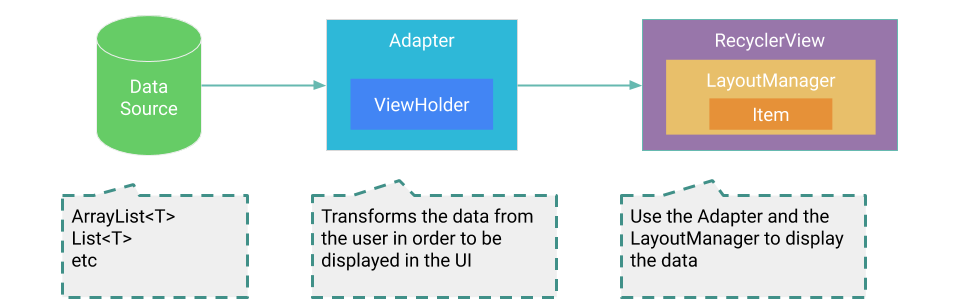 Data
Source
Adapter
ViewHolder
RecyclerView
LayoutManager
Item
ArrayList<T>
List<T>
etc
Transforms the data from
the user in order to be
displayed in the UI
Use the Adapter and the
LayoutManager to display
the data